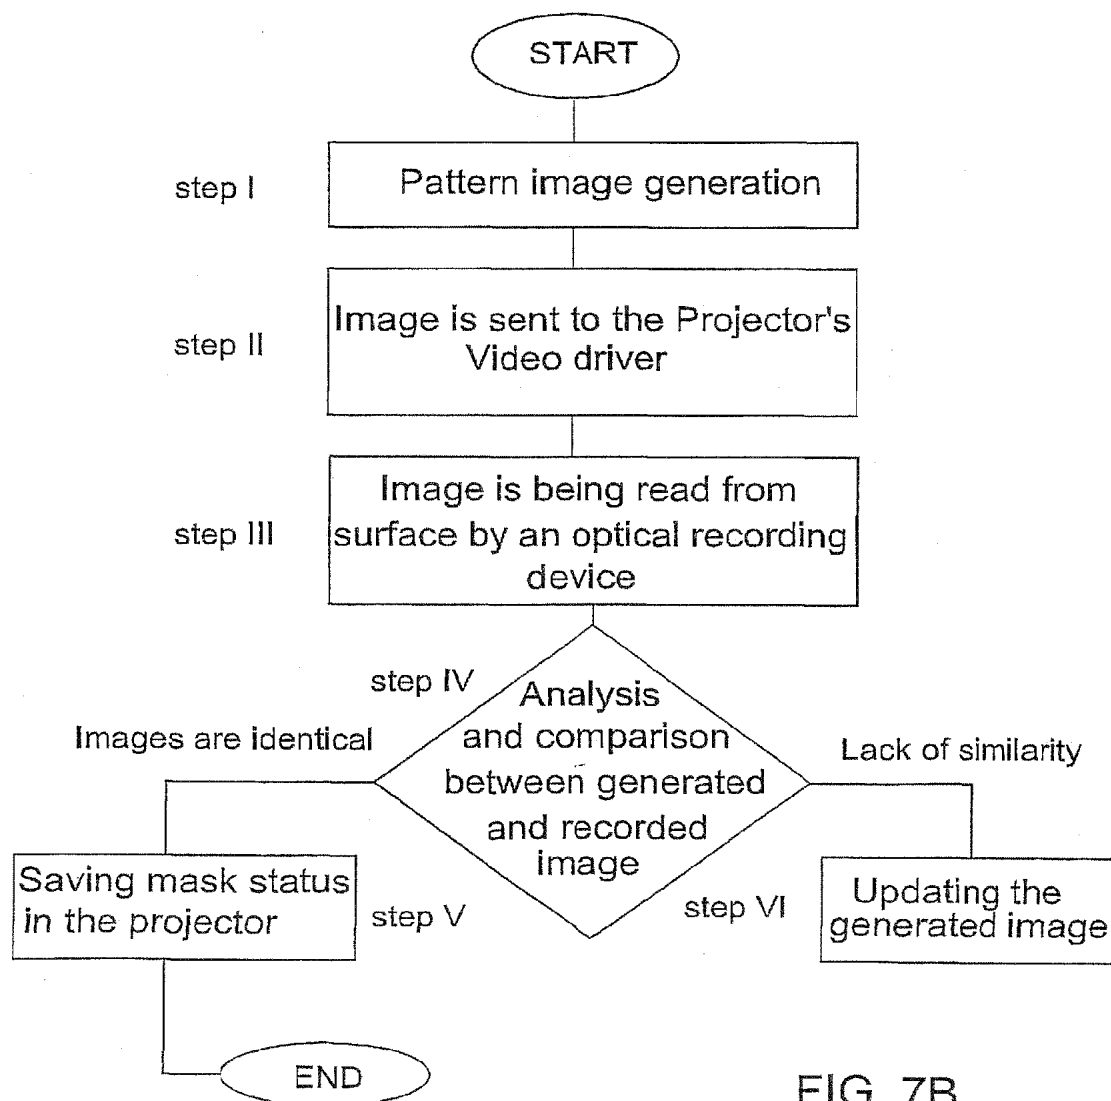 START
step I
Pattern image generation
step II
Image is sent to the Projector's
Video driver
step III
Image is being read from
surface by an optical recording
device
step IV
Analysis
and comparison
between generated
and recorded
image
Images are identical
Lack of similarity
Saving mask status
in the projector
step V
step VI
Updating the
generated image
END
FIG. 7B